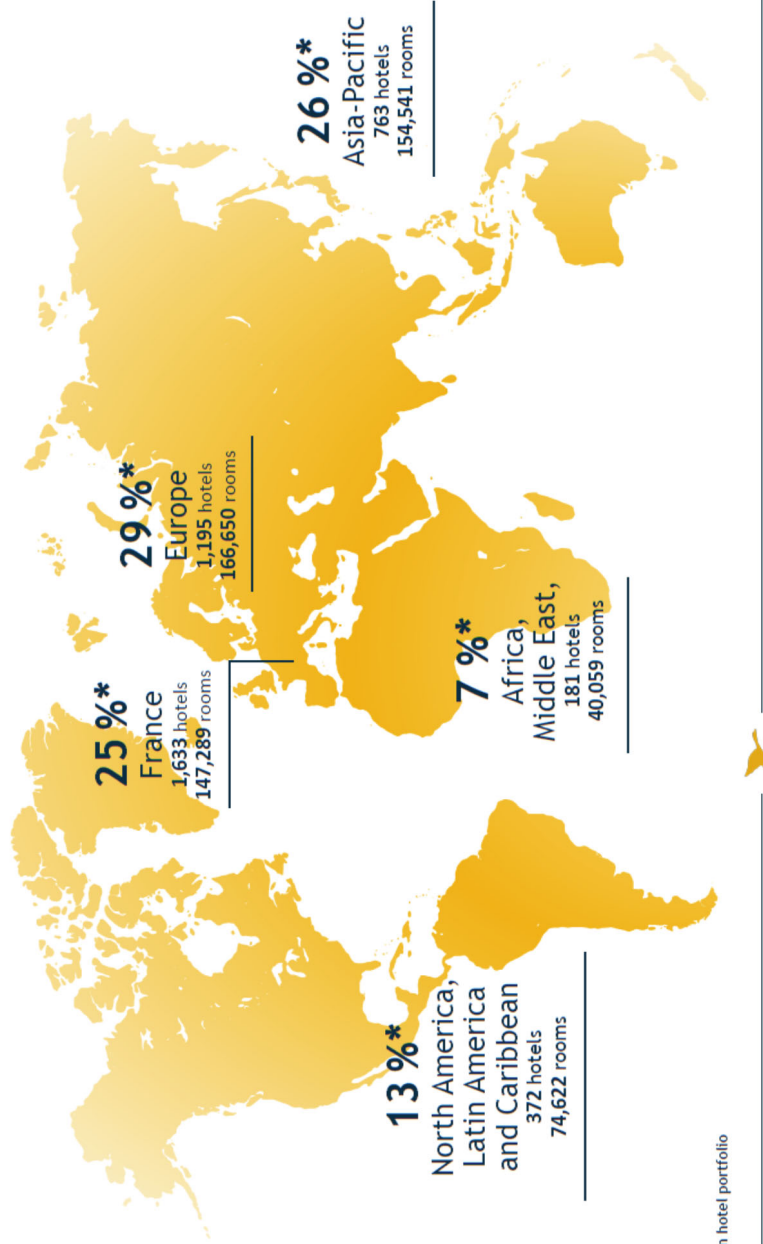 13 %*
North America,
Latin America
and Caribbean
372 hotels
74,622 rooms
25 %*
France
1,633 hotels
147,289 rooms
29 %*
Europe
1,195 hotels
166,650 rooms
7 %*
Africa,
Middle East,
181 hotels
40,059 rooms
26 %*
Asia-Pacific
763 hotels
154,541 rooms
hotel portfolio